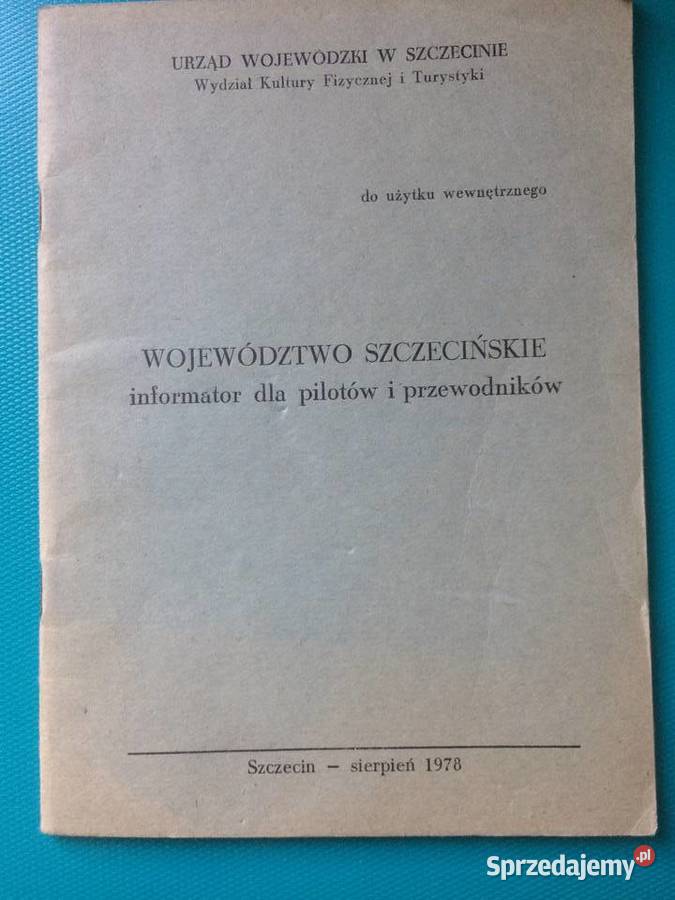 URZĄD WOJEWÓDZKI W SZCZECINIE
Wydział Kultury Fizycznej i Turystyki
do użytku wewnętrznego
WOJEWÓDZTWO SZCZECIŃSKIE
informator dla pilotów i przewodników
Szczecin — sierpień 1978
Sprzedajemy.pl